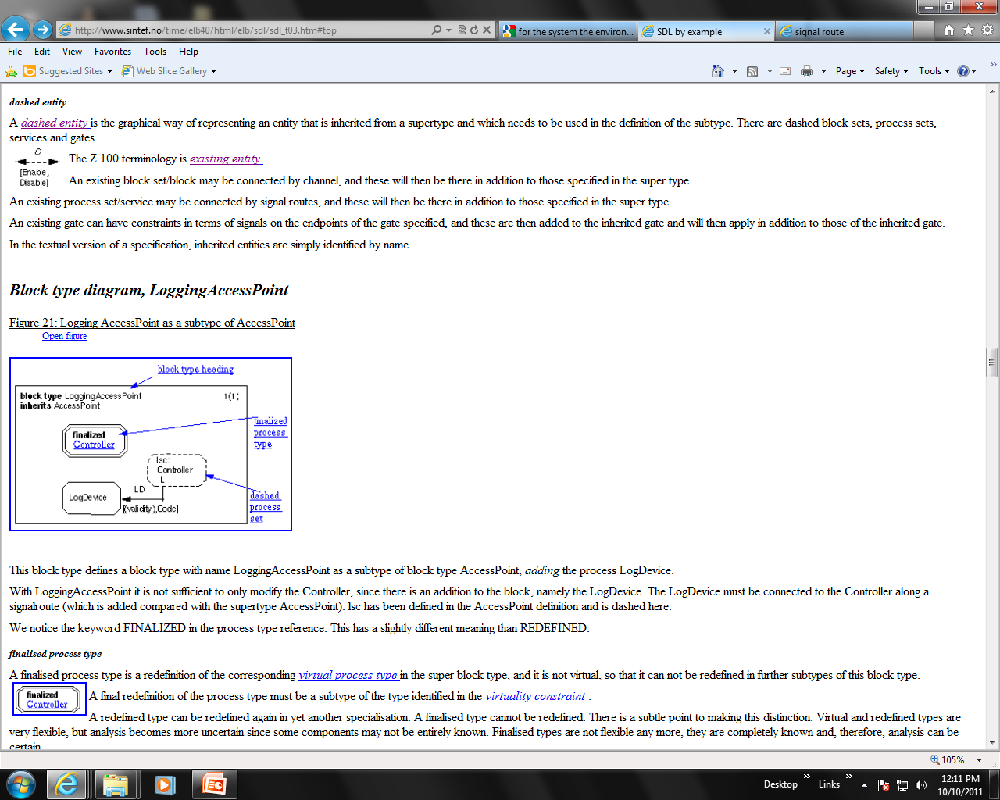 http://www.sintef.no/time/elb40/html/elb/sdl/sdl_t03.htm#top
for the system the environ...
SDL by example
signal route
File Edit View Favorites Tools Help
Suggested Sites
Web Slice Gallery
Page
Safety
Tools
dashed entity
A dashed entity is the graphical way of representing an entity that is inherited from a supertype and which needs to be used in the definition of the subtype. There are dashed block sets, process sets,
services and gates.
C
[Enable,
Disable]
The Z.100 terminology is existing entity .
An existing block set/block may be connected by channel, and these will then be there in addition to those specified in the super type.
An existing process set/service may be connected by signal routes, and these will then be there in addition to those specified in the super type.
An existing gate can have constraints in terms of signals on the endpoints of the gate specified, and these are then added to the inherited gate and will then apply in addition to those of the inherited gate.
In the textual version of a specification, inherited entities are simply identified by name.
Block type diagram, LoggingAccessPoint
Figure 21: Logging AccessPoint as a subtype of AccessPoint
Open figure
block type heading
block type LoggingAccessPoint 1(1)
inherits AccessPoint
finalized
Controller
finalized
process
type
lsc:
Controller
L
LD
LogDevice
[(validity),Code]
dashed
process
set
This block type defines a block type with name LoggingAccessPoint as a subtype of block type AccessPoint, adding the process LogDevice.
With LoggingAccessPoint it is not sufficient to only modify the Controller, since there is an addition to the block, namely the LogDevice. The LogDevice must be connected to the Controller along a
signalroute (which is added compared with the supertype AccessPoint). lsc has been defined in the AccessPoint definition and is dashed here.
We notice the keyword FINALIZED in the process type reference. This has a slightly different meaning than REDEFINED.
finalised process type
A finalised process type is a redefinition of the corresponding virtual process type in the super block type, and it is not virtual, so that it can not be redefined in further subtypes of this block type.
finalized
Controller
A final redefinition of the process type must be a subtype of the type identified in the virtuality constraint .
A redefined type can be redefined again in yet another specialisation. A finalised type cannot be redefined. There is a subtle point to making this distinction. Virtual and redefined types are
very flexible, but analysis becomes more uncertain since some components may not be entirely known. Finalised types are not flexible any more, they are completely known and, therefore, analysis can be
certain.
105%
Desktop
Links
12:11 PM
10/10/2011